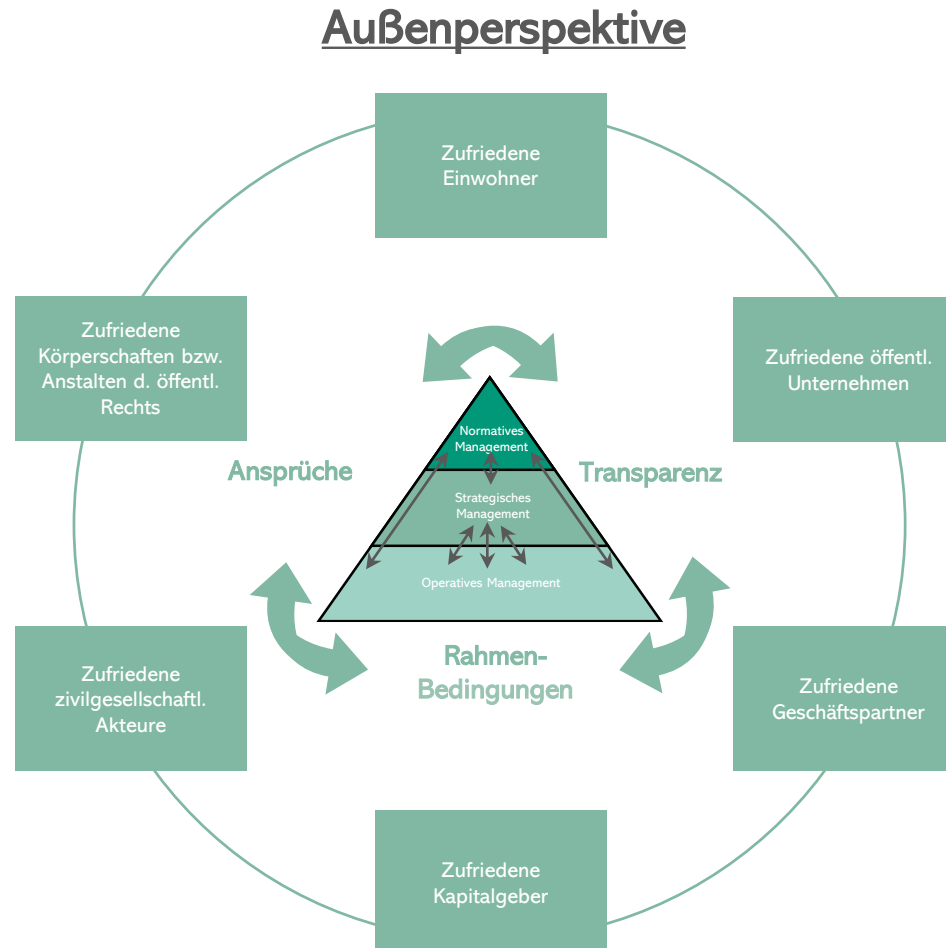 Außenperspektive
Zufriedene
Einwohner
Zufriedene
Körperschaften bzw.
Anstalten d. öffentl.
Rechts
Zufriedene öffentl.
Unternehmen
Normatives
Management
Ansprüche
Transparenz
Strategisches
Management
Operatives Management
Rahmen-
Bedingungen
Zufriedene
zivilgesellschaftl.
Akteure
Zufriedene
Geschäftspartner
Zufriedene
Kapitalgeber